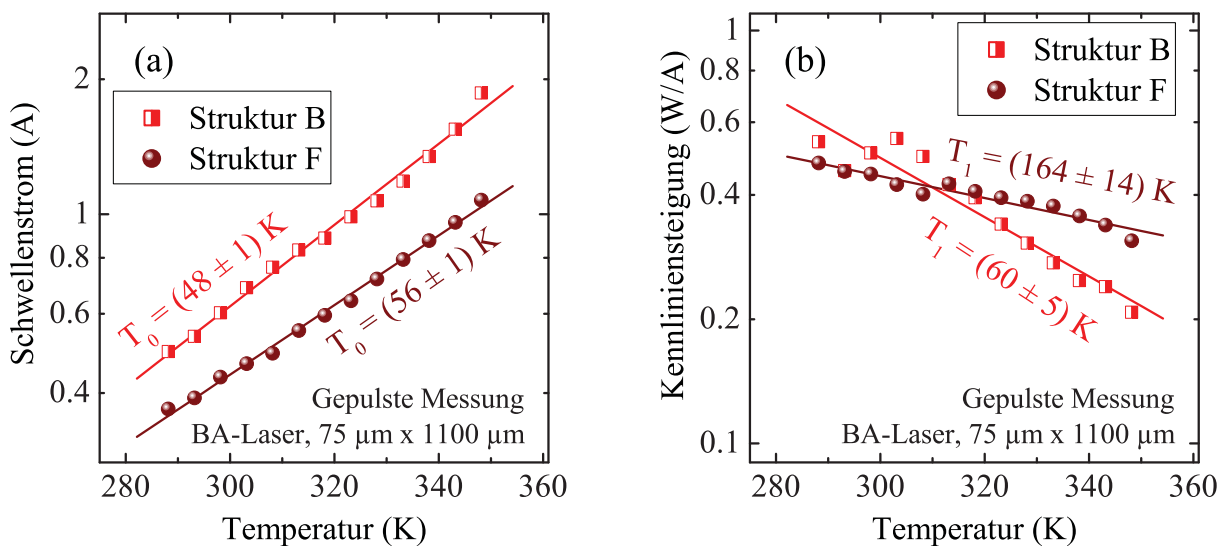 (a)
Struktur B
Struktur F
T0 = (48 ± 1) K
T0 = (56 ± 1) K
Gepulste Messung
BA-Laser, 75 µm x 1100 µm
Schwellenstrom (A)
2
1
0.8
0.6
0.4
280 300 320 340 360
Temperatur (K)
(b)
Struktur B
Struktur F
T1 = (164 ± 14) K
T1 = (60 ± 5) K
Gepulste Messung
BA-Laser, 75 µm x 1100 µm
Kennliniensteigung (W/A)
1
0.8
0.6
0.4
0.2
0.1
280 300 320 340 360
Temperatur (K)